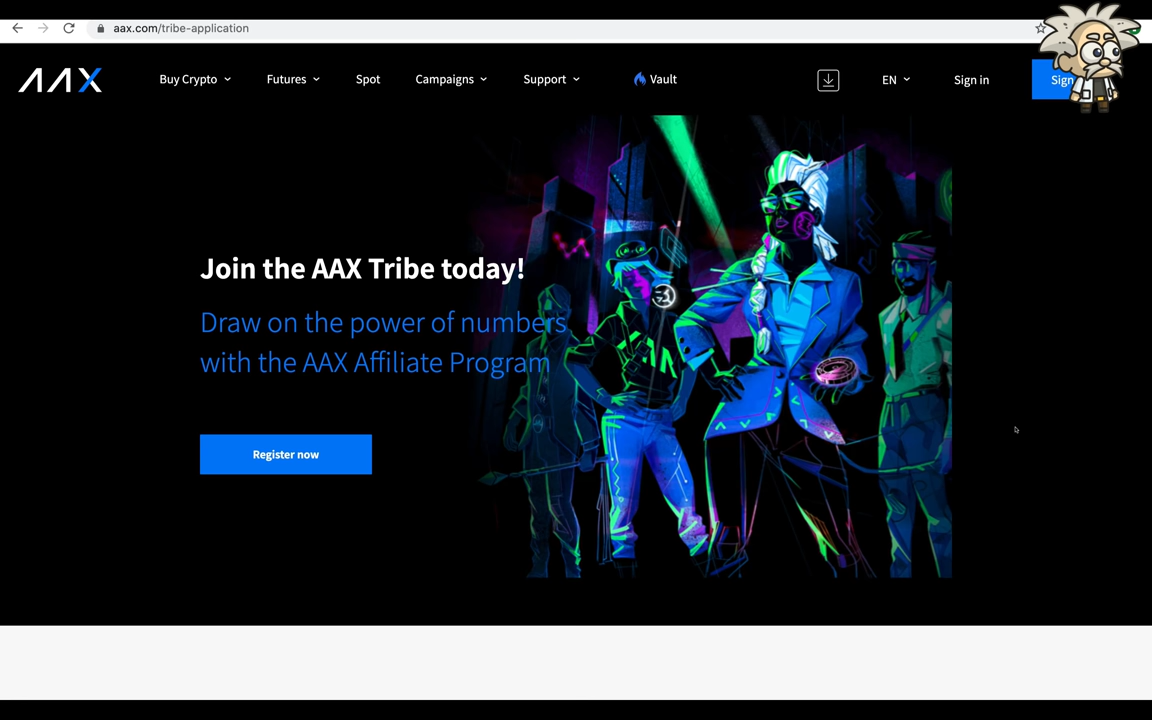 aax.com/tribe-application
AAX
Buy Crypto
Futures
Spot
Campaigns
Support
Vault
EN
Sign in
Sign
Join the AAX Tribe today!
Draw on the power of numbers
with the AAX Affiliate Program
Register now